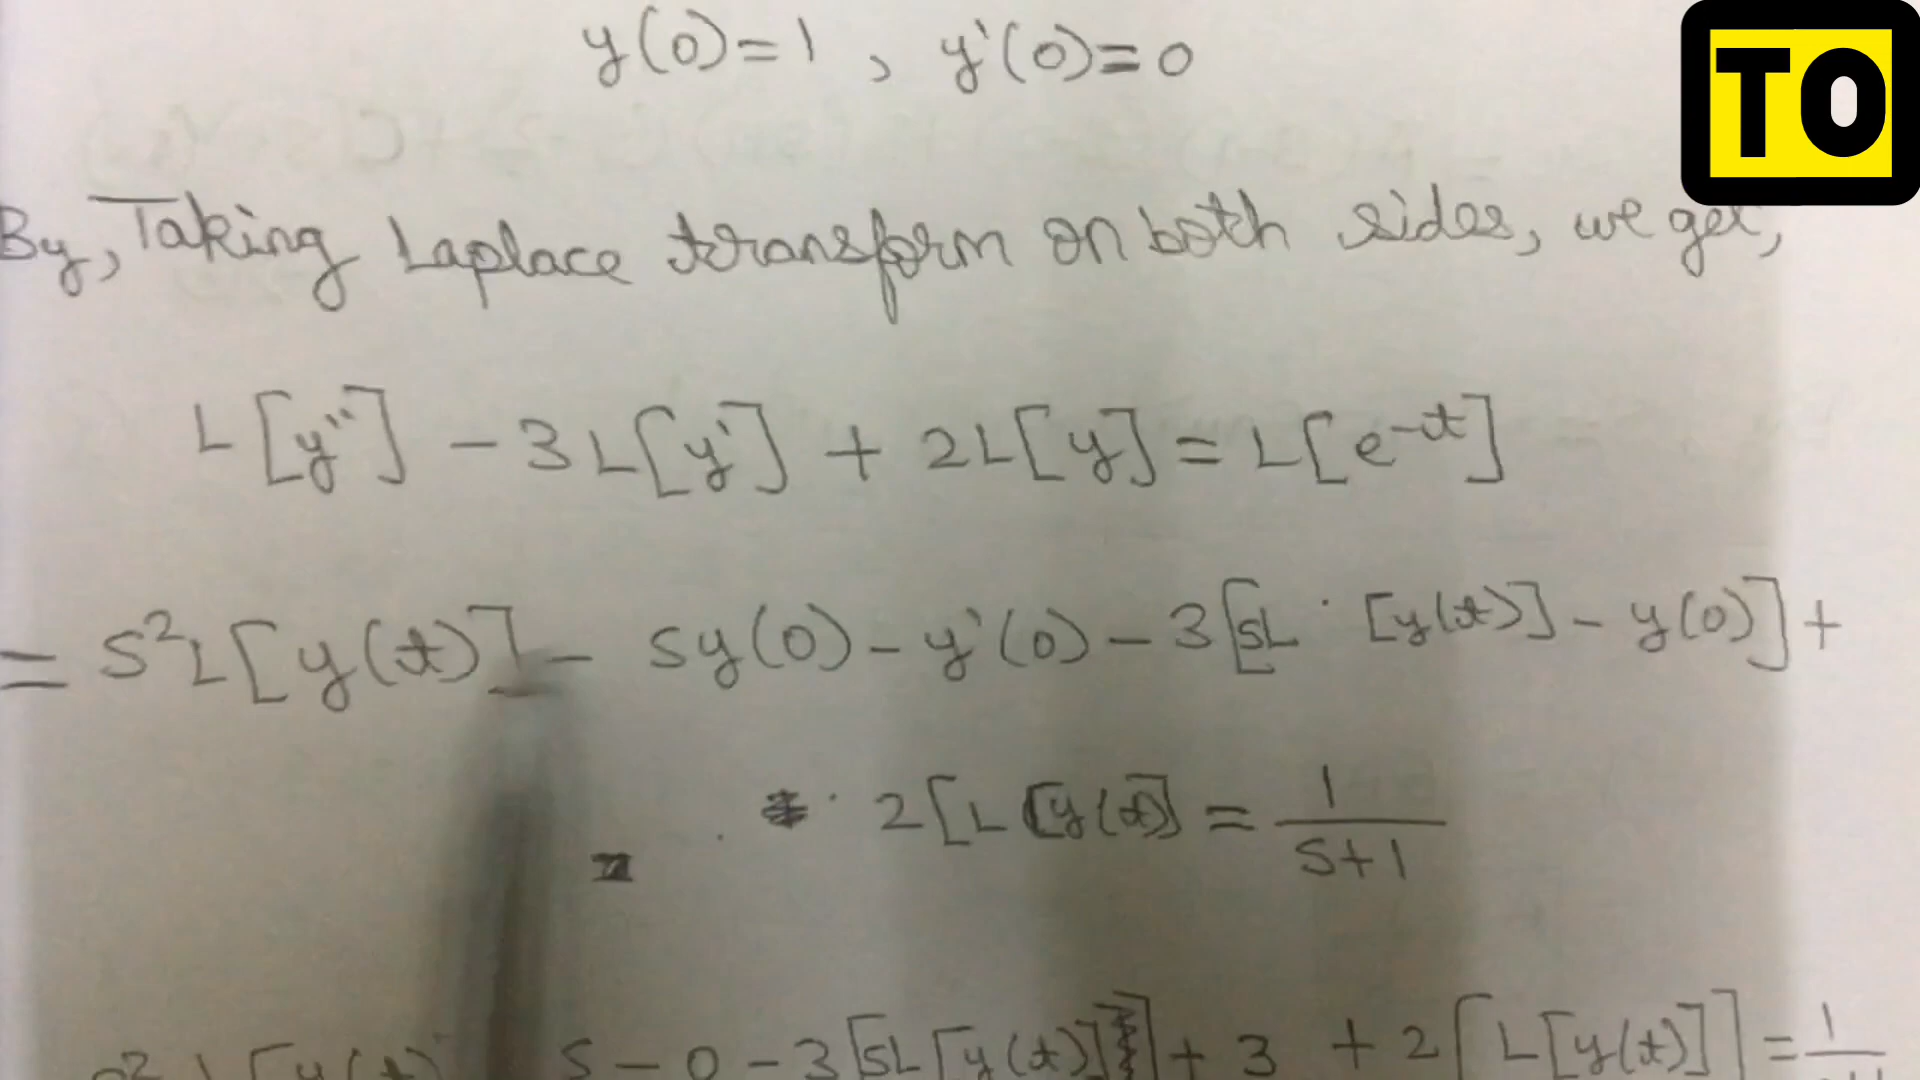 TO
y(0)=1 , y'(0)=0
By, Taking Laplace transform on both sides, we get,
L[y''] - 3L[y'] + 2L[y] = L[e^-t]
= S²L[y(t)] - Sy(0) - y'(0) - 3[SL · [y(t)] - y(0)] +
2[L[y(t)] = 1/(S+1)
S - 0 - 3[SL[y(t)]] + 3 + 2[L[y(t)]] = 1